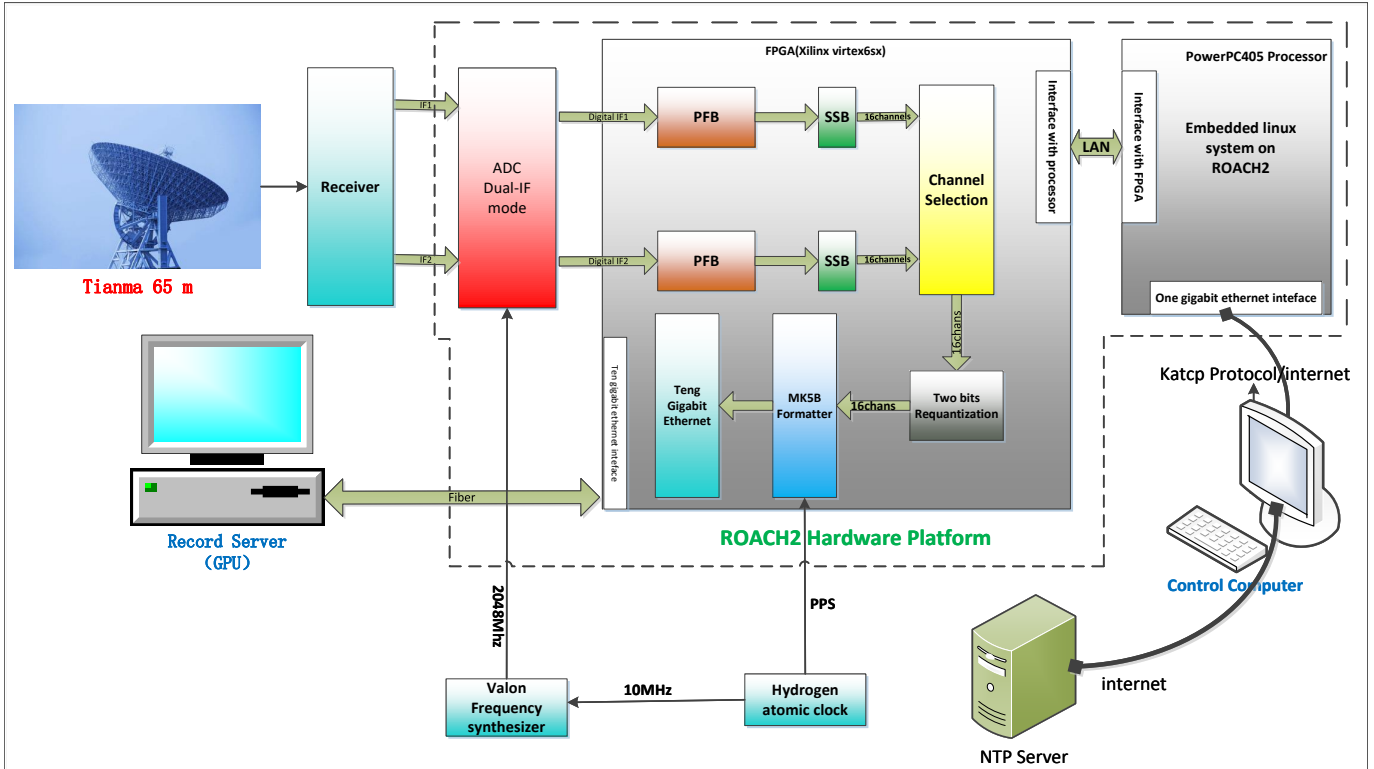 FPGA(Xilinx virtex6sx)
PowerPC405 Processor
Receiver
IF1
IF2
ADC
Dual-IF
mode
Digital IF1
PFB
SSB
16channels
Digital IF2
PFB
SSB
16channels
Channel
Selection
Interface with processor
LAN
Interface with FPGA
Embedded linux
system on
ROACH2
One gigabit ethernet inteface
Tianma 65 m
16chans
Two bits
Requantization
16chans
MK5B
Formatter
Teng
Gigabit
Ethernet
Ten gigabit ethernet inteface
Fiber
Record Server
(GPU)
ROACH2 Hardware Platform
Katcp Protocol/internet
Control Computer
2048Mhz
PPS
Valon
Frequency
synthesizer
10MHz
Hydrogen
atomic clock
internet
NTP Server